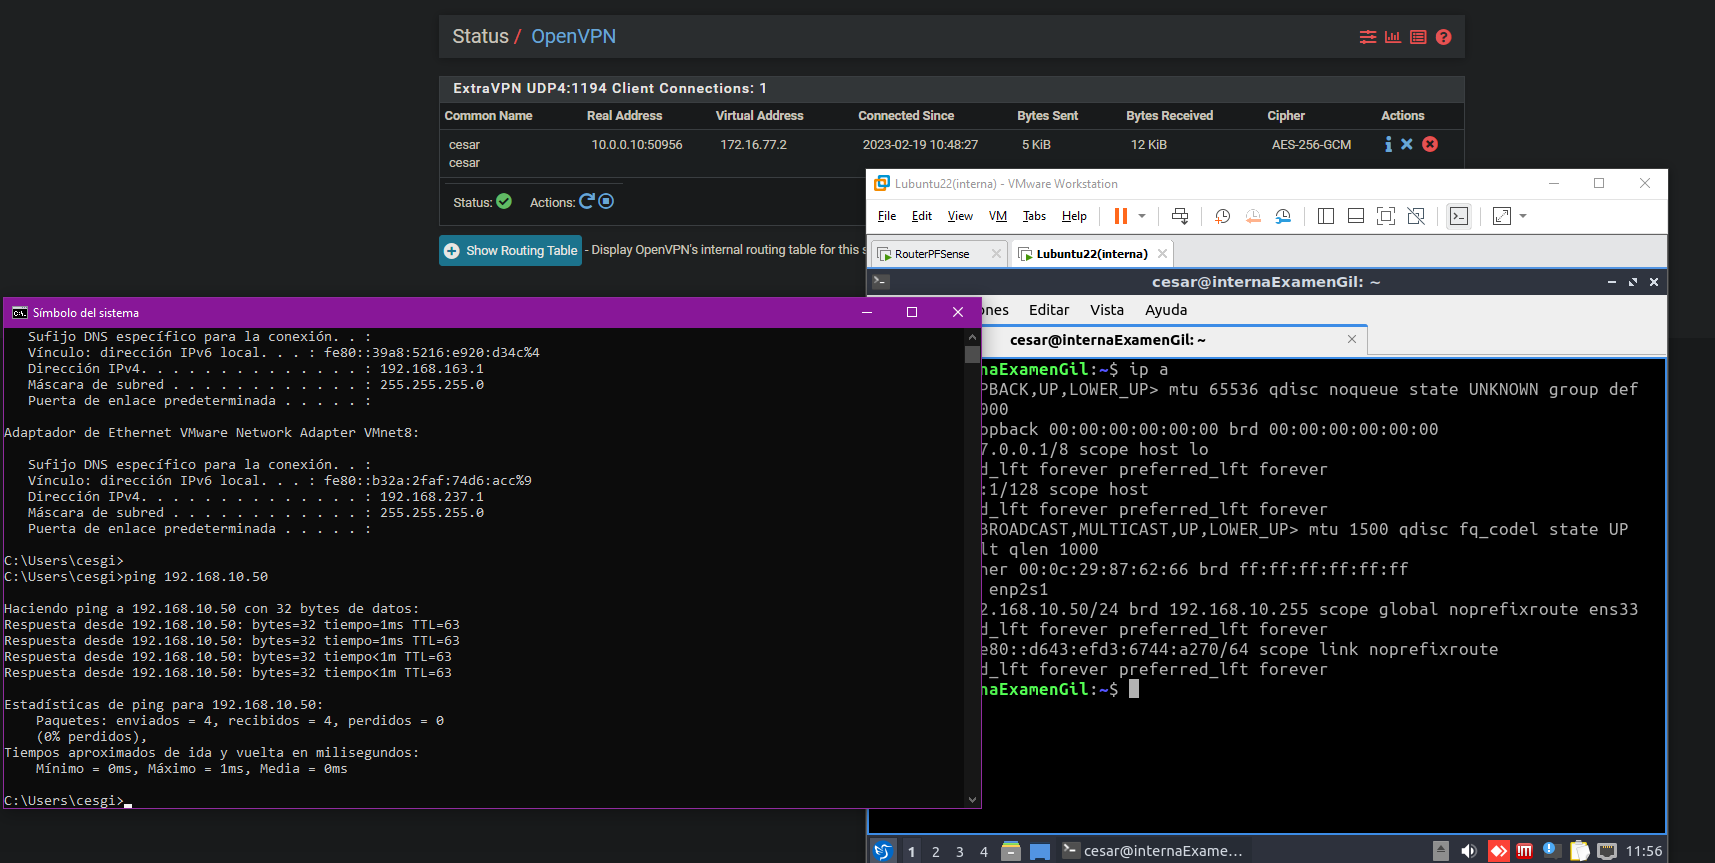 Status / OpenVPN
ExtraVPN UDP4:1194 Client Connections: 1
Common Name Real Address Virtual Address Connected Since Bytes Sent Bytes Received Cipher Actions
cesar 10.0.0.10:50956 172.16.77.2 2023-02-19 10:48:27 5 KiB 12 KiB AES-256-GCM
cesar
Status: Actions:
Show Routing Table - Display OpenVPN's internal routing table for this s
Símbolo del sistema
Sufijo DNS específico para la conexión. . :
Vínculo: dirección IPv6 local. . . : fe80::39a8:5216:e920:d34c%4
Dirección IPv4. . . . . . . . . . . . . . : 192.168.163.1
Máscara de subred . . . . . . . . . . . . : 255.255.255.0
Puerta de enlace predeterminada . . . . . :
Adaptador de Ethernet VMware Network Adapter VMnet8:
Sufijo DNS específico para la conexión. . :
Vínculo: dirección IPv6 local. . . : fe80::b32a:2faf:74d6:acc%9
Dirección IPv4. . . . . . . . . . . . . . : 192.168.237.1
Máscara de subred . . . . . . . . . . . . : 255.255.255.0
Puerta de enlace predeterminada . . . . . :
C:\Users\cesgi>
C:\Users\cesgi>ping 192.168.10.50
Haciendo ping a 192.168.10.50 con 32 bytes de datos:
Respuesta desde 192.168.10.50: bytes=32 tiempo=1ms TTL=63
Respuesta desde 192.168.10.50: bytes=32 tiempo=1ms TTL=63
Respuesta desde 192.168.10.50: bytes=32 tiempo<1m TTL=63
Respuesta desde 192.168.10.50: bytes=32 tiempo<1m TTL=63
Estadísticas de ping para 192.168.10.50:
Paquetes: enviados = 4, recibidos = 4, perdidos = 0
(0% perdidos),
Tiempos aproximados de ida y vuelta en milisegundos:
Mínimo = 0ms, Máximo = 1ms, Media = 0ms
C:\Users\cesgi>
Lubuntu22(interna) - VMware Workstation
File Edit View VM Tabs Help
RouterPFSense Lubuntu22(interna)
cesar@internaExamenGil: ~
ones Editar Vista Ayuda
cesar@internaExamenGil: ~
naExamenGil:~$ ip a
PBACK,UP,LOWER_UP> mtu 65536 qdisc noqueue state UNKNOWN group def
000
opback 00:00:00:00:00:00 brd 00:00:00:00:00:00
7.0.0.1/8 scope host lo
d_lft forever preferred_lft forever
:1/128 scope host
d_lft forever preferred_lft forever
BROADCAST,MULTICAST,UP,LOWER_UP> mtu 1500 qdisc fq_codel state UP
lt qlen 1000
her 00:0c:29:87:62:66 brd ff:ff:ff:ff:ff:ff
enp2s1
2.168.10.50/24 brd 192.168.10.255 scope global noprefixroute ens33
d_lft forever preferred_lft forever
e80::d643:efd3:6744:a270/64 scope link noprefixroute
d_lft forever preferred_lft forever
naExamenGil:~$
1 2 3 4 cesar@internaExame... 11:56